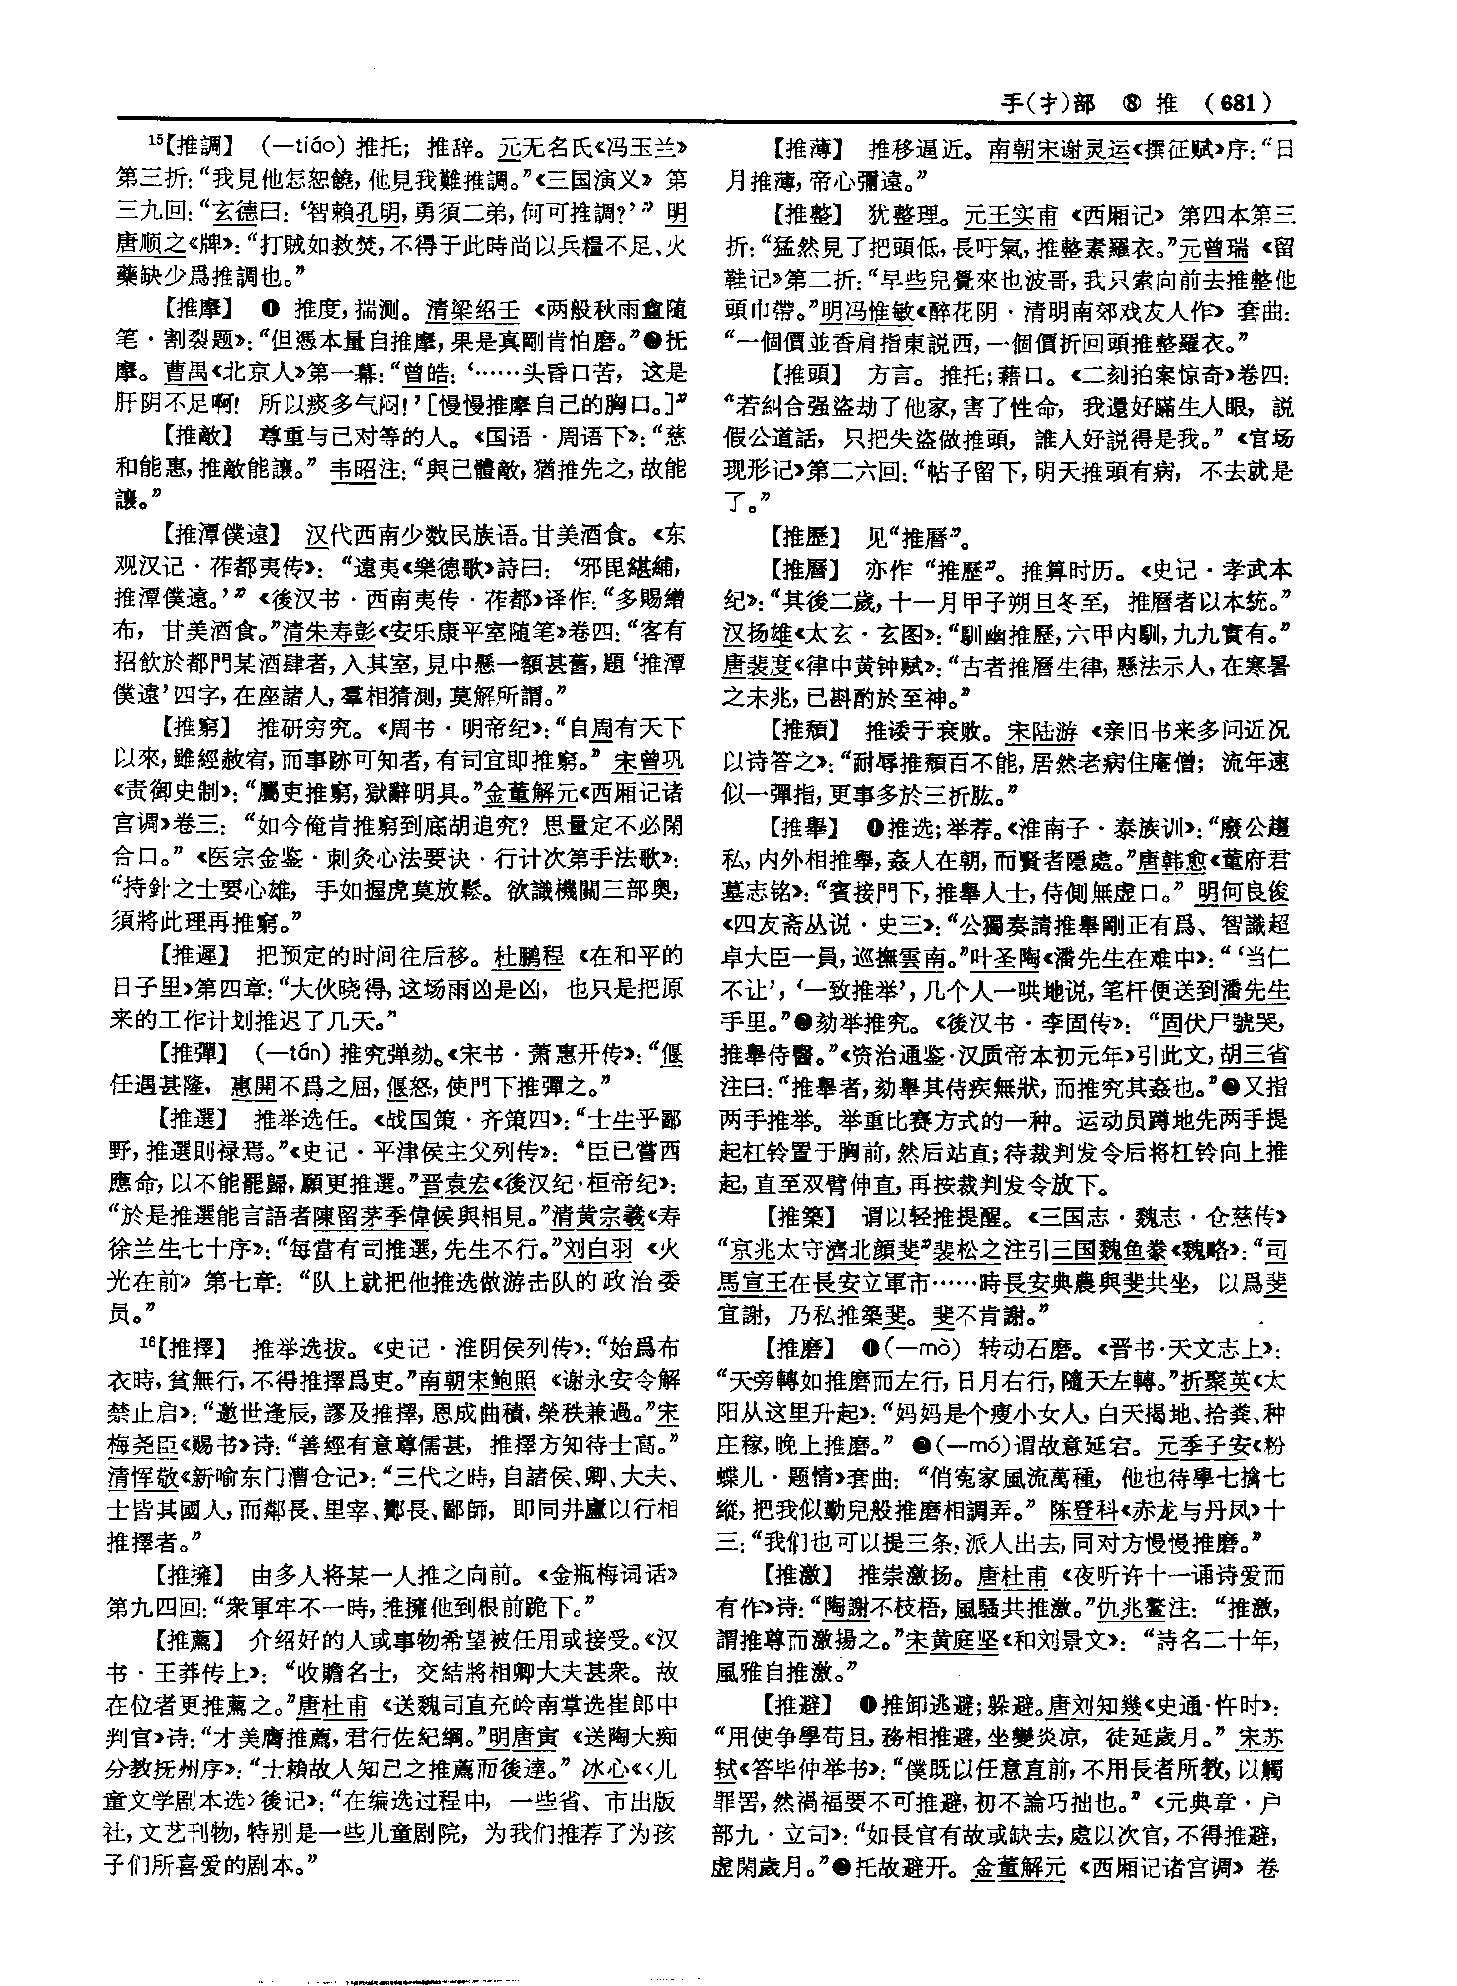 手(扌)部 ⑧ 推 (681)
15【推調】 (—tiáo) 推托; 推辞。元无名氏《冯玉兰》
第三折:“我見他怎恕饒,他見我難推調。”《三国演义》 第
三九回:“玄德曰: ‘智賴孔明,勇須二弟,何可推調?’” 明
唐顺之《牌》:“打贼如救焚,不得于此時尚以兵糧不足、火
藥缺少爲推調也。”
【推摩】 ❶ 推度,揣测。清梁绍壬 《两般秋雨盦随
笔·割裂题》:“但憑本量自推摩,果是真剛肯怕磨。”❷抚
摩。曹禺《北京人》第一幕:“曾皓: ‘……头昏口苦, 这是
肝阴不足啊! 所以痰多气闷!’[慢慢推摩自己的胸口。]”
【推敵】 尊重与己对等的人。《国语·周语下》:“慈
和能惠,推敵能讓。” 韦昭注:“與己體敵,猶推先之,故能
讓。”
【推潭僕遠】 汉代西南少数民族语。甘美酒食。《东
观汉记·莋都夷传》: “遠夷《樂德歌》詩曰: ‘邪毘䋎䋠,
推潭僕遠。’” 《後汉书·西南夷传·莋都》译作:“多賜繒
布, 甘美酒食。”清朱寿彭《安乐康平室随笔》卷四:“客有
招飲於都門某酒肆者,入其室,見中懸一額甚舊,題‘推潭
僕遠’四字,在座諸人,羣相猜測,莫解所謂。”
【推窮】 推研穷究。《周书·明帝纪》:“自周有天下
以來,雖經赦宥,而事跡可知者,有司宜即推窮。” 宋曾巩
《责御史制》:“屬吏推窮,獄辭明具。”金董解元《西厢记诸
宫调》卷三: “如今俺肯推窮到底胡追究? 思量定不必閑
合口。” 《医宗金鉴·刺灸心法要诀·行计次第手法歌》:
“持針之士要心雄, 手如握虎莫放鬆。欲識機關三部奥,
須將此理再推窮。”
【推遲】 把预定的时间往后移。杜鹏程 《在和平的
日子里》第四章:“大伙晓得,这场雨凶是凶, 也只是把原
来的工作计划推迟了几天。”
【推彈】 (—tán) 推究弹劾。《宋书·萧惠开传》:“偃
任遇甚隆, 惠開不爲之屈,偃怒,使門下推彈之。”
【推選】 推举选任。《战国策·齐策四》:“士生乎鄙
野,推選則禄焉。”《史记·平津侯主父列传》: “臣已嘗西
應命,以不能罷歸,願更推選。”晋袁宏《後汉纪·桓帝纪》:
“於是推選能言語者陳留茅季偉候與相見。”清黄宗羲《寿
徐兰生七十序》:“每當有司推選,先生不行。”刘白羽 《火
光在前》 第七章: “队上就把他推选做游击队的政治委
员。”
16【推擇】 推举选拔。《史记·淮阴侯列传》:“始爲布
衣時,貧無行,不得推擇爲吏。”南朝宋鲍照 《谢永安令解
禁止启》:“邀世逢辰,謬及推擇,恩成曲積,榮秩兼過。”宋
梅尧臣《赐书》诗:“善經有意尊儒甚, 推擇方知待士高。”
清恽敬《新喻东门漕仓记》:“三代之時,自諸侯、卿、大夫、
士皆其國人,而鄰長、里宰、酇長、鄙師, 即同井廬以行相
推擇者。”
【推擁】 由多人将某一人推之向前。《金瓶梅词话》
第九四回:“衆軍牢不一時,推擁他到根前跪下。”
【推薦】 介绍好的人或事物希望被任用或接受。《汉
书·王莽传上》: “收贍名士, 交結將相卿大夫甚衆。故
在位者更推薦之。”唐杜甫 《送魏司直充岭南掌选崔郎中
判官》诗:“才美膺推薦,君行佐紀綱。”明唐寅 《送陶大痴
分教抚州序》:“士賴故人知己之推薦而後達。” 冰心《〈儿
童文学剧本选〉後记》:“在编选过程中, 一些省、市出版
社,文艺刊物,特别是一些儿童剧院, 为我们推荐了为孩
子们所喜爱的剧本。”
【推薄】 推移逼近。南朝宋谢灵运《撰征赋》序:“日
月推薄,帝心彌遠。”
【推整】 犹整理。元王实甫 《西厢记》 第四本第三
折:“猛然見了把頭低,長吁氣,推整素羅衣。”元曾瑞 《留
鞋记》第二折:“早些兒覺來也波哥,我只索向前去推整他
頭巾帶。”明冯惟敏《醉花阴·清明南郊戏友人作》 套曲:
“一個價並香肩指東説西,一個價折回頭推整羅衣。”
【推頭】 方言。推托;藉口。《二刻拍案惊奇》卷四:
“若糾合强盗劫了他家,害了性命, 我還好瞞生人眼, 説
假公道話, 只把失盗做推頭, 誰人好説得是我。” 《官场
现形记》第二六回:“帖子留下,明天推頭有病, 不去就是
了。”
【推歷】 见“推曆”。
【推曆】 亦作 “推歷”。推算时历。《史记·孝武本
纪》:“其後二歲,十一月甲子朔旦冬至, 推曆者以本统。”
汉扬雄《太玄·玄图》:“馴幽推歷,六甲内馴,九九實有。”
唐裴度《律中黄钟赋》:“古者推曆生律,懸法示人,在寒暑
之未兆,已斟酌於至神。”
【推頽】 推诿于衰败。宋陆游 《亲旧书来多问近况
以诗答之》:“耐辱推頽百不能,居然老病住庵僧; 流年速
似一彈指,更事多於三折肱。”
【推舉】 ❶推选;举荐。《淮南子·泰族训》:“廢公趨
私,内外相推舉,姦人在朝,而賢者隱處。”唐韩愈《董府君
墓志铭》:“賓接門下,推舉人士,侍側無虚口。” 明何良俊
《四友斋丛说·史三》:“公獨奏請推舉剛正有爲、智識超
卓大臣一員,巡撫雲南。”叶圣陶《潘先生在难中》:“‘当仁
不让’,‘一致推举’,几个人一哄地说,笔杆便送到潘先生
手里。”❷劾举推究。《後汉书·李固传》: “固伏尸號哭,
推舉侍醫。”《资治通鉴·汉质帝本初元年》引此文,胡三省
注曰:“推舉者,劾舉其侍疾無狀,而推究其姦也。”❸又指
两手推举。举重比赛方式的一种。运动员蹲地先两手提
起杠铃置于胸前,然后站直;待裁判发令后将杠铃向上推
起,直至双臂伸直,再按裁判发令放下。
【推築】 谓以轻推提醒。《三国志·魏志·仓慈传》
“京兆太守濟北顔斐”裴松之注引三国魏鱼豢《魏略》:“司
馬宣王在長安立軍市……時長安典農與斐共坐, 以爲斐
宜謝, 乃私推築斐。斐不肯謝。”
【推磨】 ❶(—mò) 转动石磨。《晋书·天文志上》:
“天旁轉如推磨而左行,日月右行,隨天左轉。”折聚英《太
阳从这里升起》:“妈妈是个瘦小女人,白天揭地、拾粪、种
庄稼,晚上推磨。” ❷(—mó)谓故意延宕。元季子安《粉
蝶儿·题情》套曲: “俏冤家風流萬種, 他也待學七擒七
縱,把我似勤兒般推磨相調弄。” 陈登科《赤龙与丹凤》十
三:“我们也可以提三条,派人出去,同对方慢慢推磨。”
【推激】 推崇激扬。唐杜甫 《夜听许十一诵诗爱而
有作》诗:“陶謝不枝梧,風騷共推激。”仇兆鳌注: “推激,
謂推尊而激揚之。”宋黄庭坚《和刘景文》: “詩名二十年,
風雅自推激。”
【推避】 ❶推卸逃避;躲避。唐刘知幾《史通·忤时》:
“用使争學苟且,務相推避,坐變炎凉, 徒延歲月。” 宋苏
轼《答毕仲举书》:“僕既以任意直前,不用長者所教,以觸
罪罟,然禍福要不可推避,初不論巧拙也。” 《元典章·户
部九·立司》:“如長官有故或缺去,處以次官,不得推避,
虚閑歲月。”❷托故避开。金董解元 《西厢记诸宫调》 卷